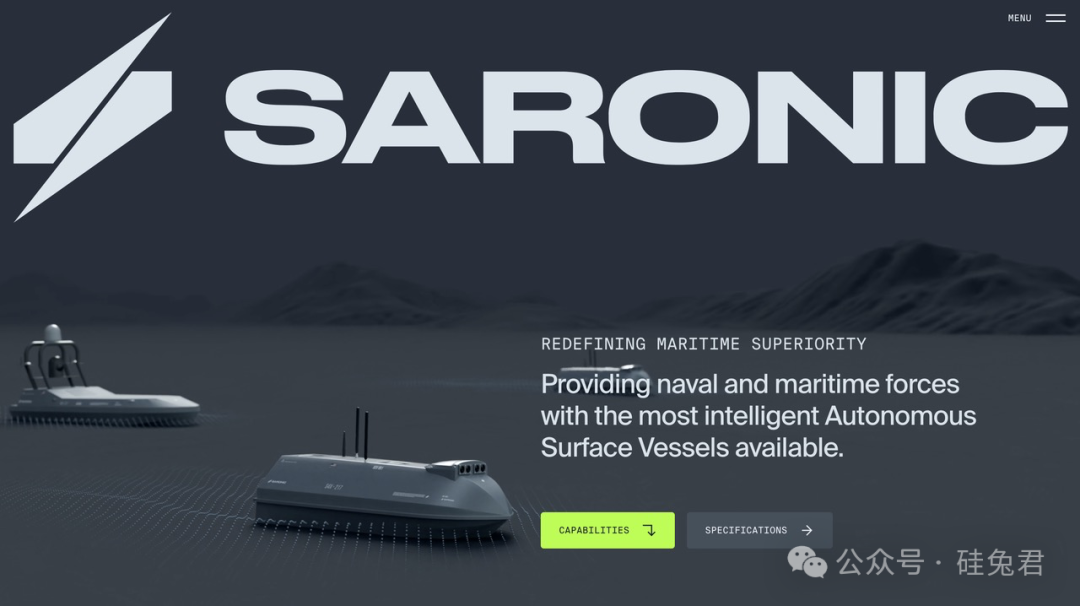 MENU
SARONIC
REDEFINING MARITIME SUPERIORITY
Providing naval and maritime forces
with the most intelligent Autonomous
Surface Vessels available.
CAPABILITIES
SPECIFICATIONS
公众号 · 硅兔君